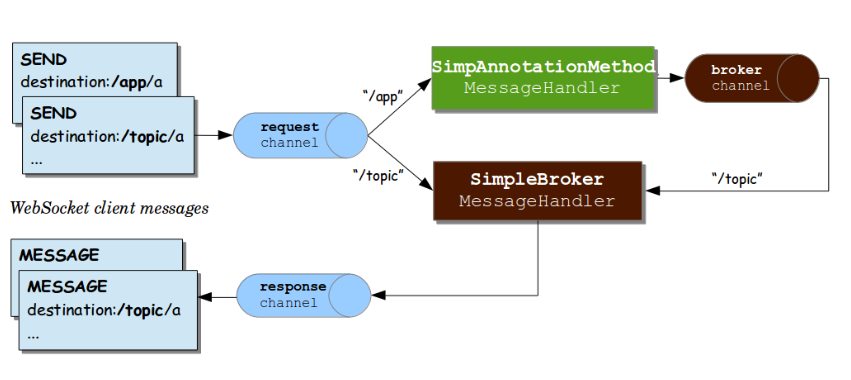 SEND
destination:/app/a
SEND
destination:/topic/a
...
WebSocket client messages
request
channel
"/app"
"/topic"
SimpAnnotationMethod
MessageHandler
broker
channel
SimpleBroker
MessageHandler
"/topic"
MESSAGE
MESSAGE
destination:/topic/a
...
response
channel